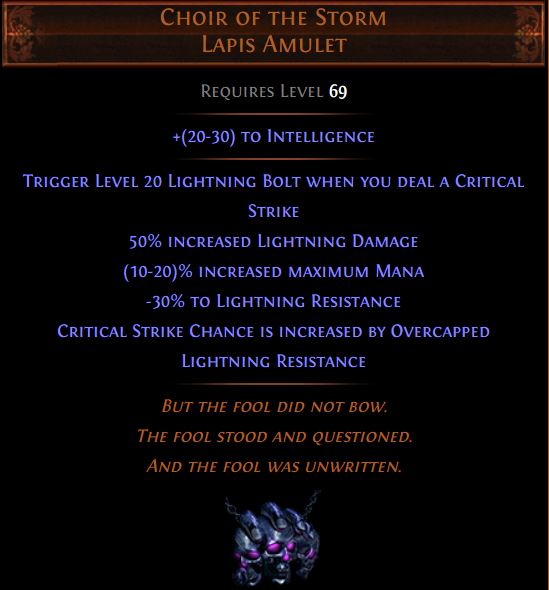 Choir of the Storm
Lapis Amulet
Requires Level 69
+(20-30) to Intelligence
Trigger Level 20 Lightning Bolt when you deal a Critical
Strike
50% increased Lightning Damage
(10-20)% increased maximum Mana
-30% to Lightning Resistance
Critical Strike Chance is increased by Overcapped
Lightning Resistance
But the fool did not bow.
The fool stood and questioned.
And the fool was unwritten.